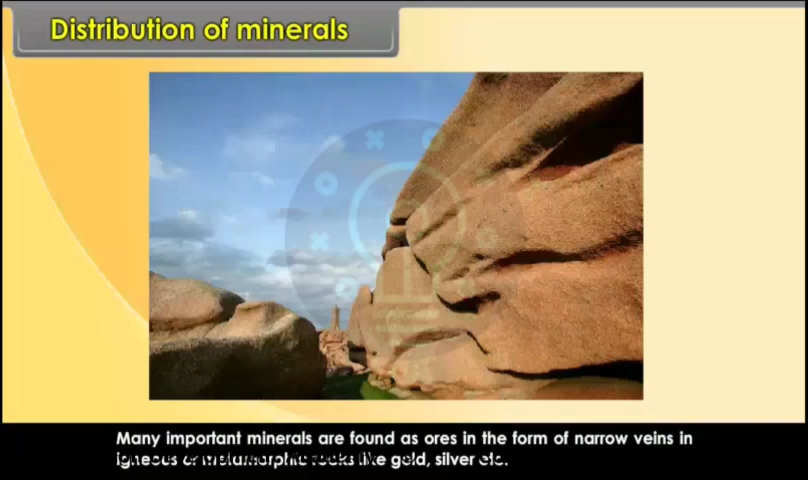 Distribution of minerals
Many important minerals are found as ores in the form of narrow veins in
igneous or metamorphic rocks like gold, silver etc.